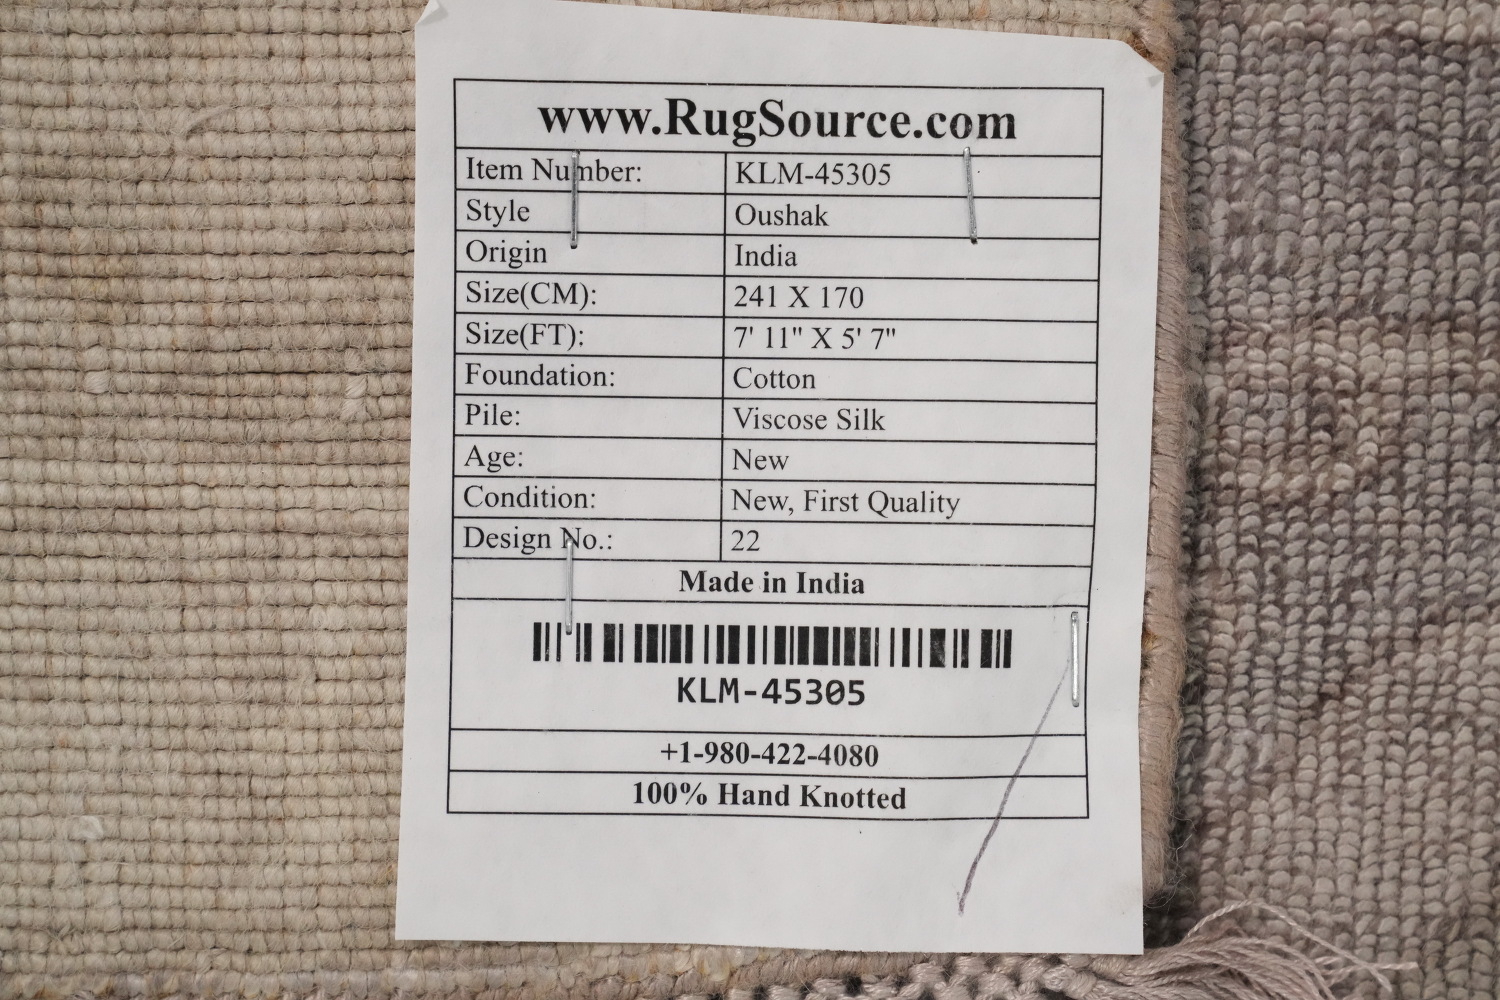 www.RugSource.com
Item Number: KLM-45305
Style Oushak
Origin India
Size(CM): 241 X 170
Size(FT): 7' 11" X 5' 7"
Foundation: Cotton
Pile: Viscose Silk
Age: New
Condition: New, First Quality
Design No.: 22
Made in India
KLM-45305
+1-980-422-4080
100% Hand Knotted